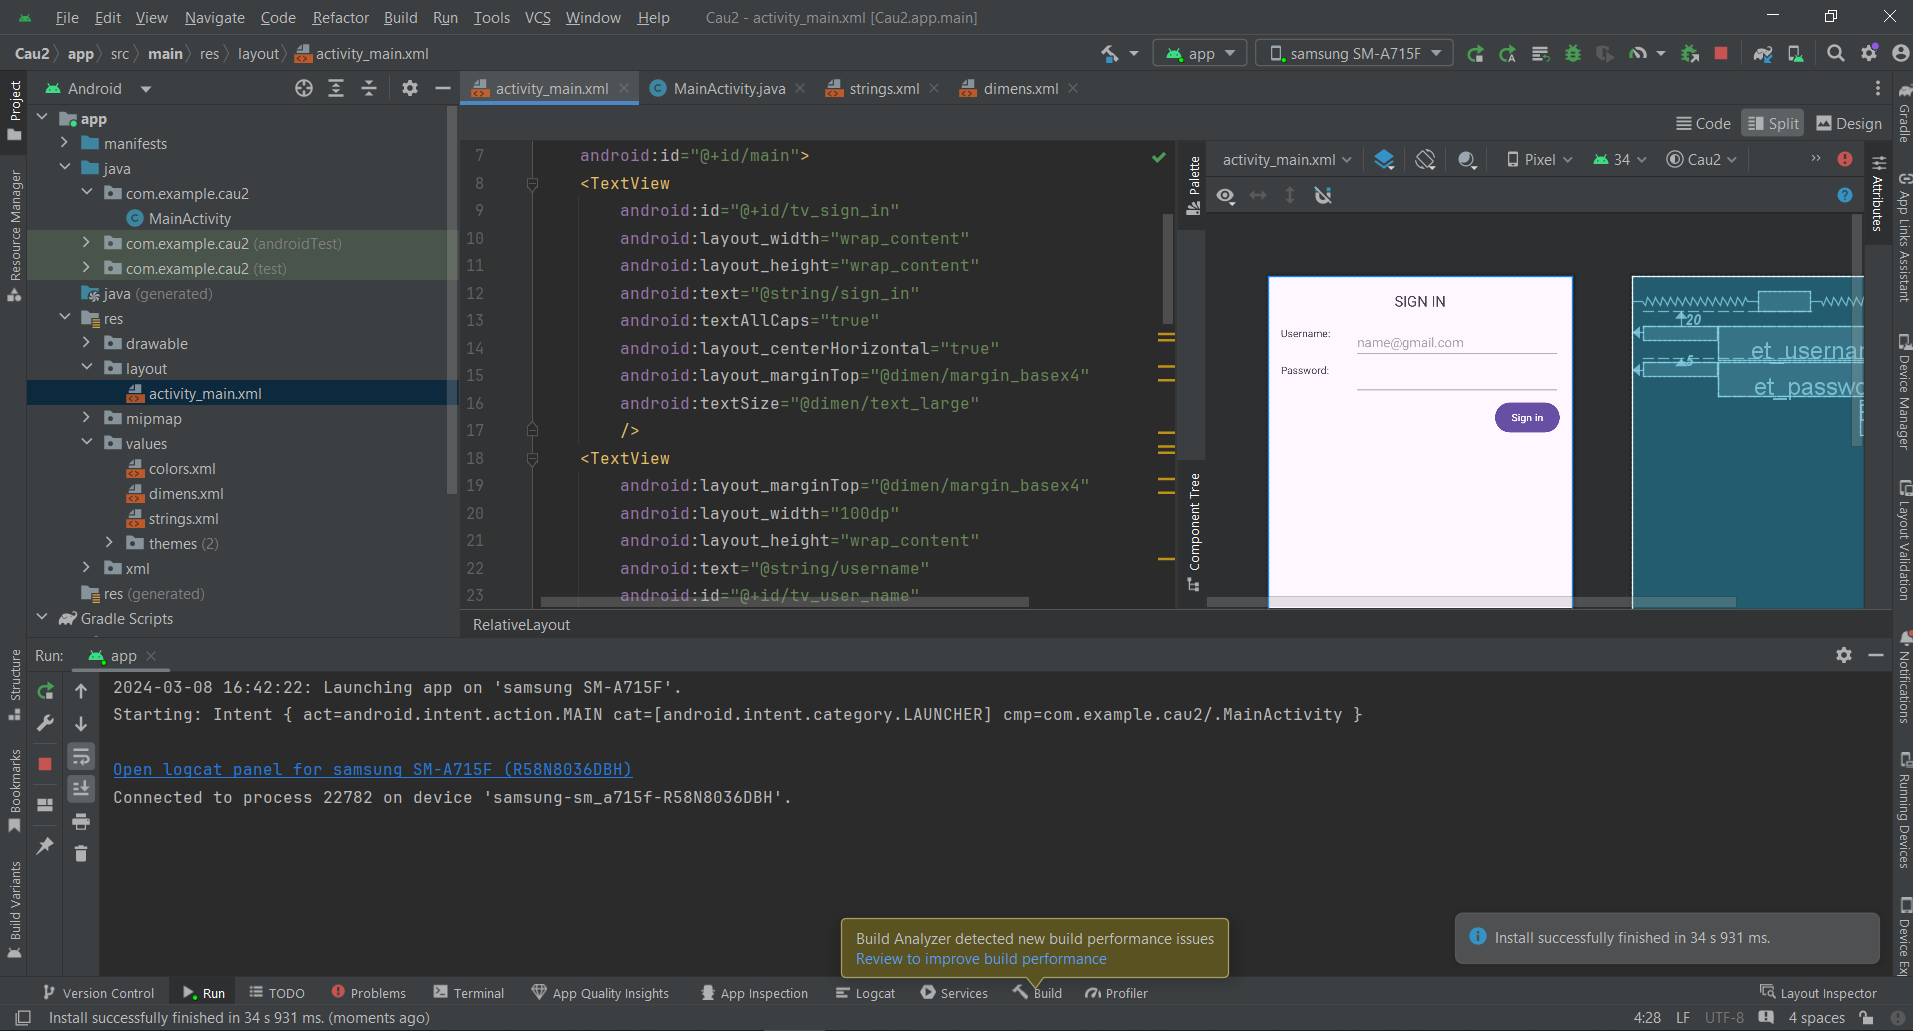 File Edit View Navigate Code Refactor Build Run Tools VCS Window Help Cau2 - activity_main.xml [Cau2.app.main]
Cau2 app src main res layout activity_main.xml app samsung SM-A715F
Project
Resource Manager
Structure
Bookmarks
Build Variants
Android
app
manifests
java
com.example.cau2
MainActivity
com.example.cau2 (androidTest)
com.example.cau2 (test)
java (generated)
res
drawable
layout
activity_main.xml
mipmap
values
colors.xml
dimens.xml
strings.xml
themes (2)
xml
res (generated)
Gradle Scripts
activity_main.xml MainActivity.java strings.xml dimens.xml
Code Split Design
7 android:id="@+id/main">
8 <TextView
9 android:id="@+id/tv_sign_in"
10 android:layout_width="wrap_content"
11 android:layout_height="wrap_content"
12 android:text="@string/sign_in"
13 android:textAllCaps="true"
14 android:layout_centerHorizontal="true"
15 android:layout_marginTop="@dimen/margin_basex4"
16 android:textSize="@dimen/text_large"
17 />
18 <TextView
19 android:layout_marginTop="@dimen/margin_basex4"
20 android:layout_width="100dp"
21 android:layout_height="wrap_content"
22 android:text="@string/username"
23 android:id="@+id/tv_user_name"
RelativeLayout
Palette
Component Tree
activity_main.xml Pixel 34 Cau2
SIGN IN
Username:
name@gmail.com
Password:
Sign in
20
et_usernar
5
et_passwo
Attributes
Gradle
App Links Assistant
Device Manager
Layout Validation
Notifications
Running Devices
Device Ex
Run: app
2024-03-08 16:42:22: Launching app on 'samsung SM-A715F'.
Starting: Intent { act=android.intent.action.MAIN cat=[android.intent.category.LAUNCHER] cmp=com.example.cau2/.MainActivity }
Open logcat panel for samsung SM-A715F (R58N8036DBH)
Connected to process 22782 on device 'samsung-sm_a715f-R58N8036DBH'.
Build Analyzer detected new build performance issues
Review to improve build performance
Install successfully finished in 34 s 931 ms.
Version Control Run TODO Problems Terminal App Quality Insights App Inspection Logcat Services Build Profiler Layout Inspector
Install successfully finished in 34 s 931 ms. (moments ago) 4:28 LF UTF-8 4 spaces